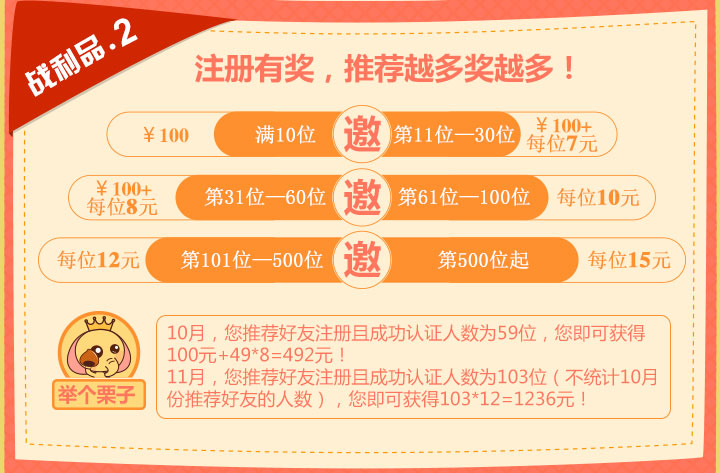 战利品.2
注册有奖，推荐越多奖越多！
￥100 满10位 邀 第11位—30位 ￥100+
每位7元
￥100+
每位8元 第31位—60位 邀 第61位—100位 每位10元
每位12元 第101位—500位 邀 第500位起 每位15元
10月，您推荐好友注册且成功认证人数为59位，您即可获得
100元+49*8=492元！
11月，您推荐好友注册且成功认证人数为103位（不统计10月
份推荐好友的人数），您即可获得103*12=1236元！
举个栗子